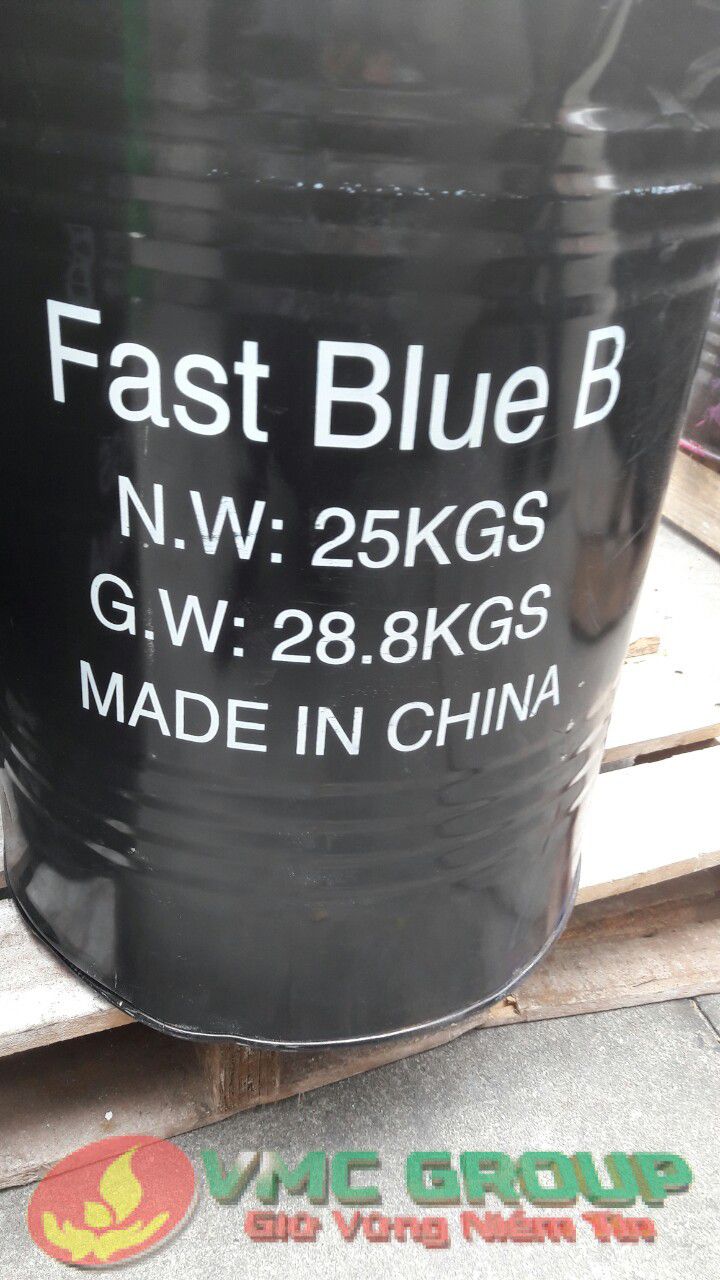 Fast Blue B
N.W: 25KGS
G.W: 28.8KGS
MADE IN CHINA
VMC GROUP
Giữ Vững Niềm Tin